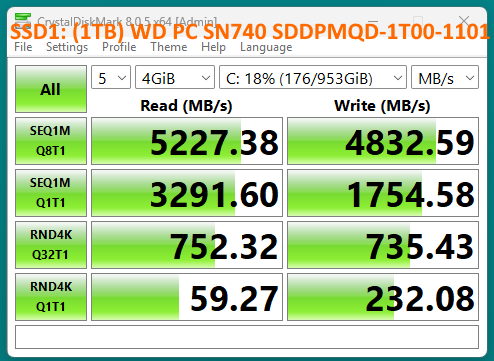 CrystalDiskMark 8.0.5 x64 [Admin]
SSD1: (1TB) WD PC SN740 SDDPMQD-1T00-1101
File Settings Profile Theme Help Language
All 5 4GiB C: 18% (176/953GiB) MB/s
Read (MB/s) Write (MB/s)
SEQ1M
Q8T1
5227.38 4832.59
SEQ1M
Q1T1
3291.60 1754.58
RND4K
Q32T1
752.32 735.43
RND4K
Q1T1
59.27 232.08